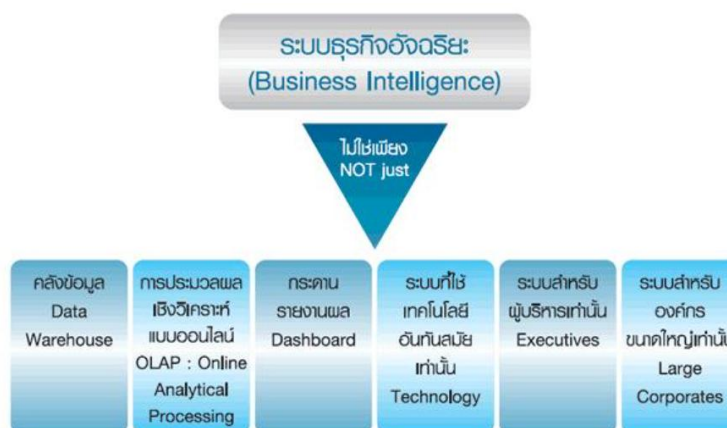 ระบบธุรกิจอัจฉริยะ
(Business Intelligence)
ไม่ใช่เพียง
NOT just
คลังข้อมูล
Data
Warehouse
การประมวลผล
เชิงวิเคราะห์
แบบออนไลน์
OLAP : Online
Analytical
Processing
กระดาน
รายงานผล
Dashboard
ระบบที่ใช้
เทคโนโลยี
อันทันสมัย
เท่านั้น
Technology
ระบบสำหรับ
ผู้บริหารเท่านั้น
Executives
ระบบสำหรับ
องค์กร
ขนาดใหญ่เท่านั้น
Large
Corporates